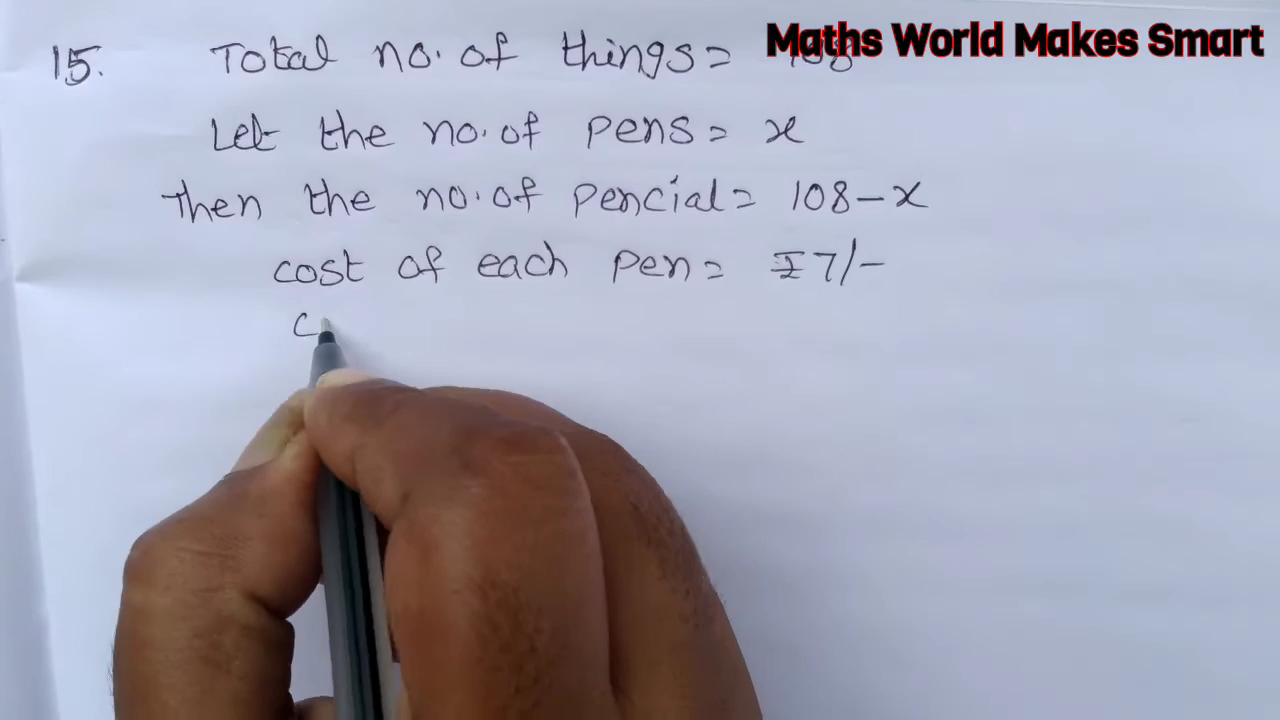 Maths World Makes Smart
15. Total no. of things = 108
Let the no. of pens = x
Then the no. of pencial = 108 - x
cost of each pen = ₹7/-
C